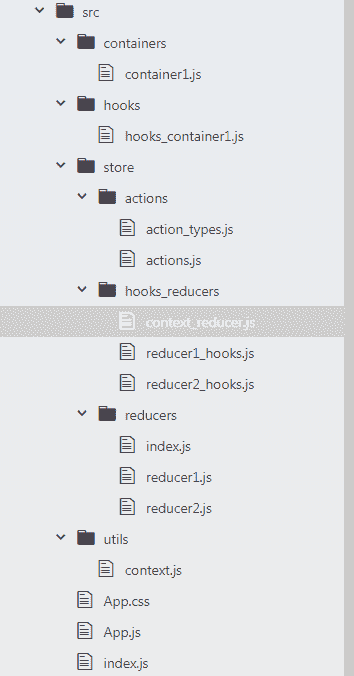 src
containers
container1.js
hooks
hooks_container1.js
store
actions
action_types.js
actions.js
hooks_reducers
context_reducer.js
reducer1_hooks.js
reducer2_hooks.js
reducers
index.js
reducer1.js
reducer2.js
utils
context.js
App.css
App.js
index.js